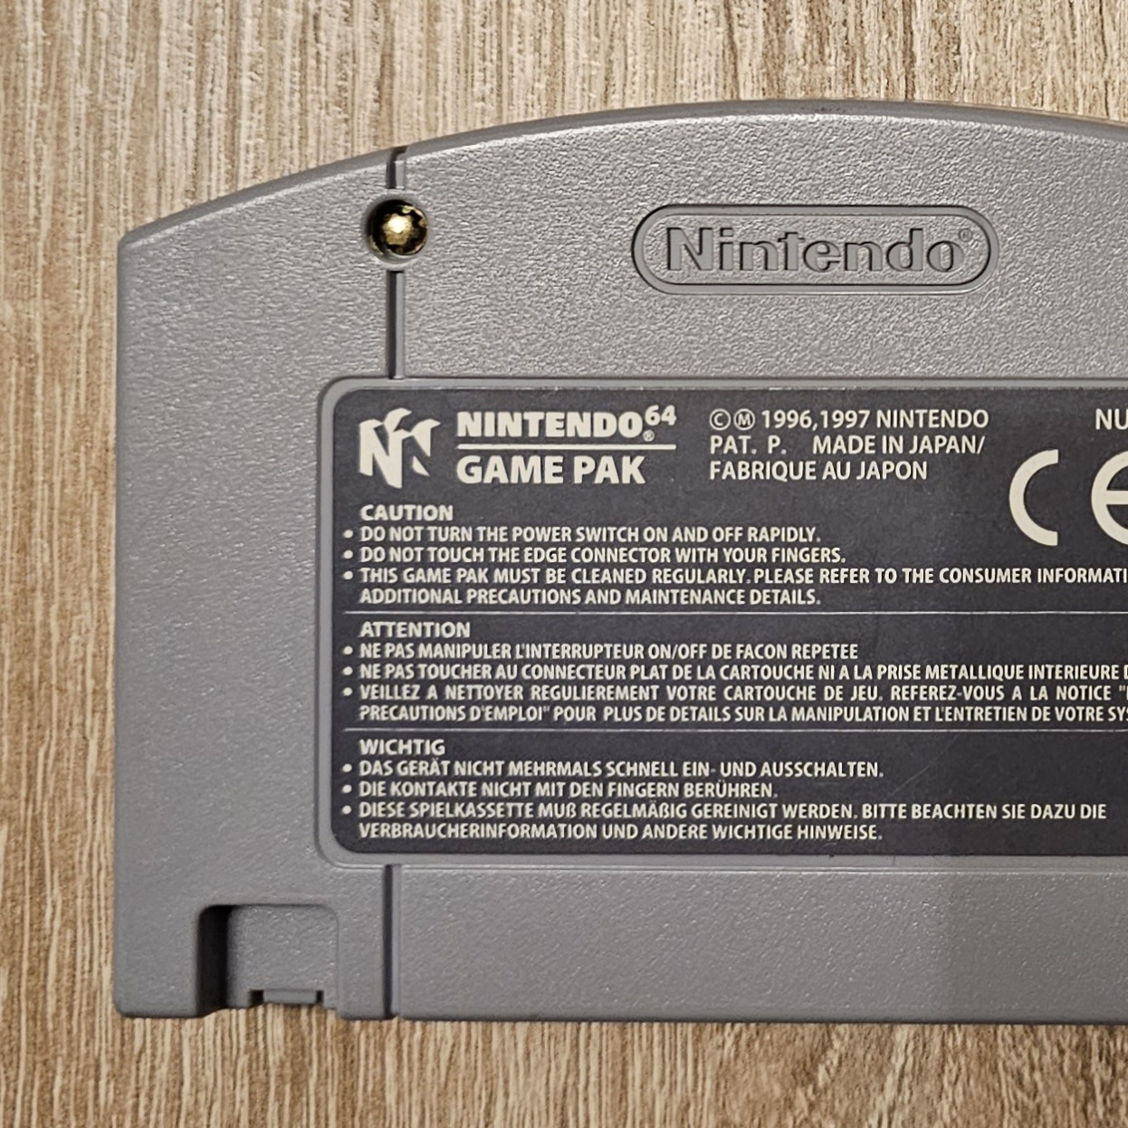 Nintendo®
NINTENDO®64
GAME PAK
©Ⓜ 1996,1997 NINTENDO
PAT. P. MADE IN JAPAN/
FABRIQUE AU JAPON
NU
CE
CAUTION
• DO NOT TURN THE POWER SWITCH ON AND OFF RAPIDLY.
• DO NOT TOUCH THE EDGE CONNECTOR WITH YOUR FINGERS.
• THIS GAME PAK MUST BE CLEANED REGULARLY. PLEASE REFER TO THE CONSUMER INFORMATI
ADDITIONAL PRECAUTIONS AND MAINTENANCE DETAILS.
ATTENTION
• NE PAS MANIPULER L'INTERRUPTEUR ON/OFF DE FACON REPETEE
• NE PAS TOUCHER AU CONNECTEUR PLAT DE LA CARTOUCHE NI A LA PRISE METALLIQUE INTERIEURE D
• VEILLEZ A NETTOYER REGULIEREMENT VOTRE CARTOUCHE DE JEU. REFEREZ-VOUS A LA NOTICE "
PRECAUTIONS D'EMPLOI" POUR PLUS DE DETAILS SUR LA MANIPULATION ET L'ENTRETIEN DE VOTRE SYS
WICHTIG
• DAS GERÄT NICHT MEHRMALS SCHNELL EIN- UND AUSSCHALTEN.
• DIE KONTAKTE NICHT MIT DEN FINGERN BERÜHREN.
• DIESE SPIELKASSETTE MUß REGELMÄßIG GEREINIGT WERDEN. BITTE BEACHTEN SIE DAZU DIE
VERBRAUCHERINFORMATION UND ANDERE WICHTIGE HINWEISE.